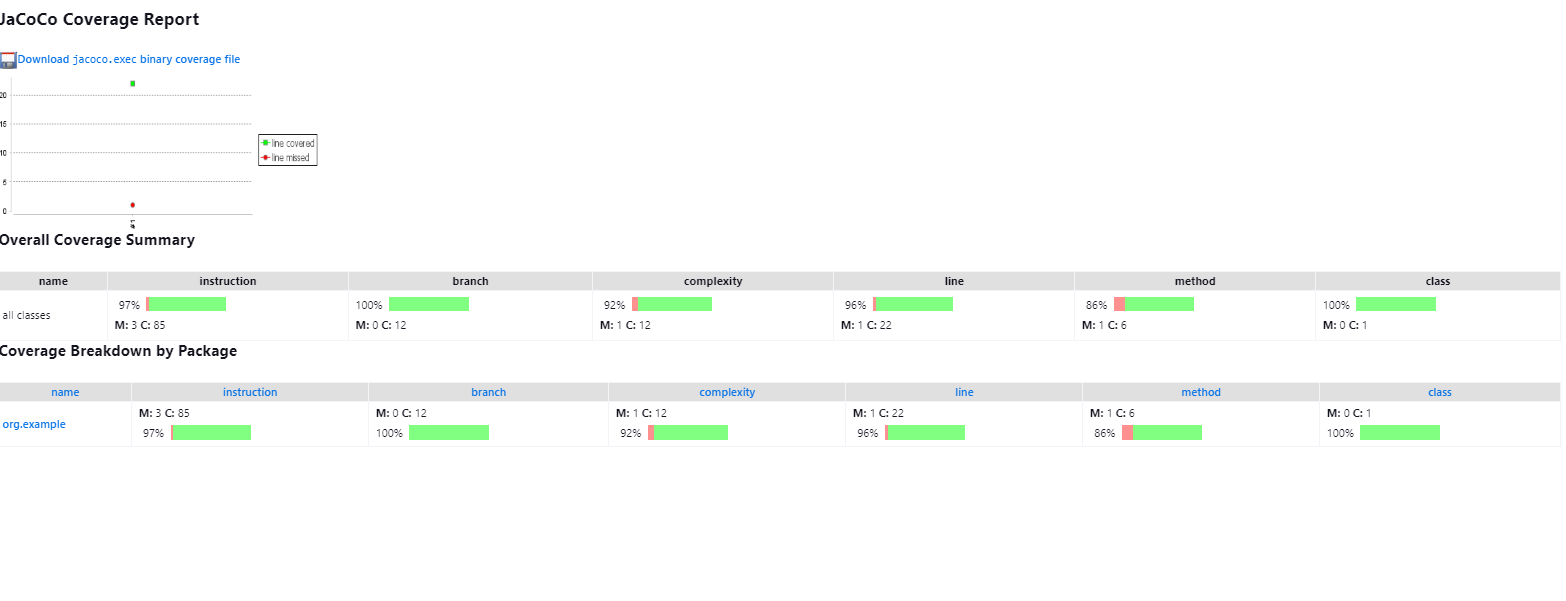 JaCoCo Coverage Report
Download jacoco.exec binary coverage file
20
15
10
5
0
line covered
line missed
Overall Coverage Summary
name instruction branch complexity line method class
all classes
97% 100% 92% 96% 86% 100%
M: 3 C: 85 M: 0 C: 12 M: 1 C: 12 M: 1 C: 22 M: 1 C: 6 M: 0 C: 1
Coverage Breakdown by Package
name instruction branch complexity line method class
org.example
M: 3 C: 85 M: 0 C: 12 M: 1 C: 12 M: 1 C: 22 M: 1 C: 6 M: 0 C: 1
97% 100% 92% 96% 86% 100%